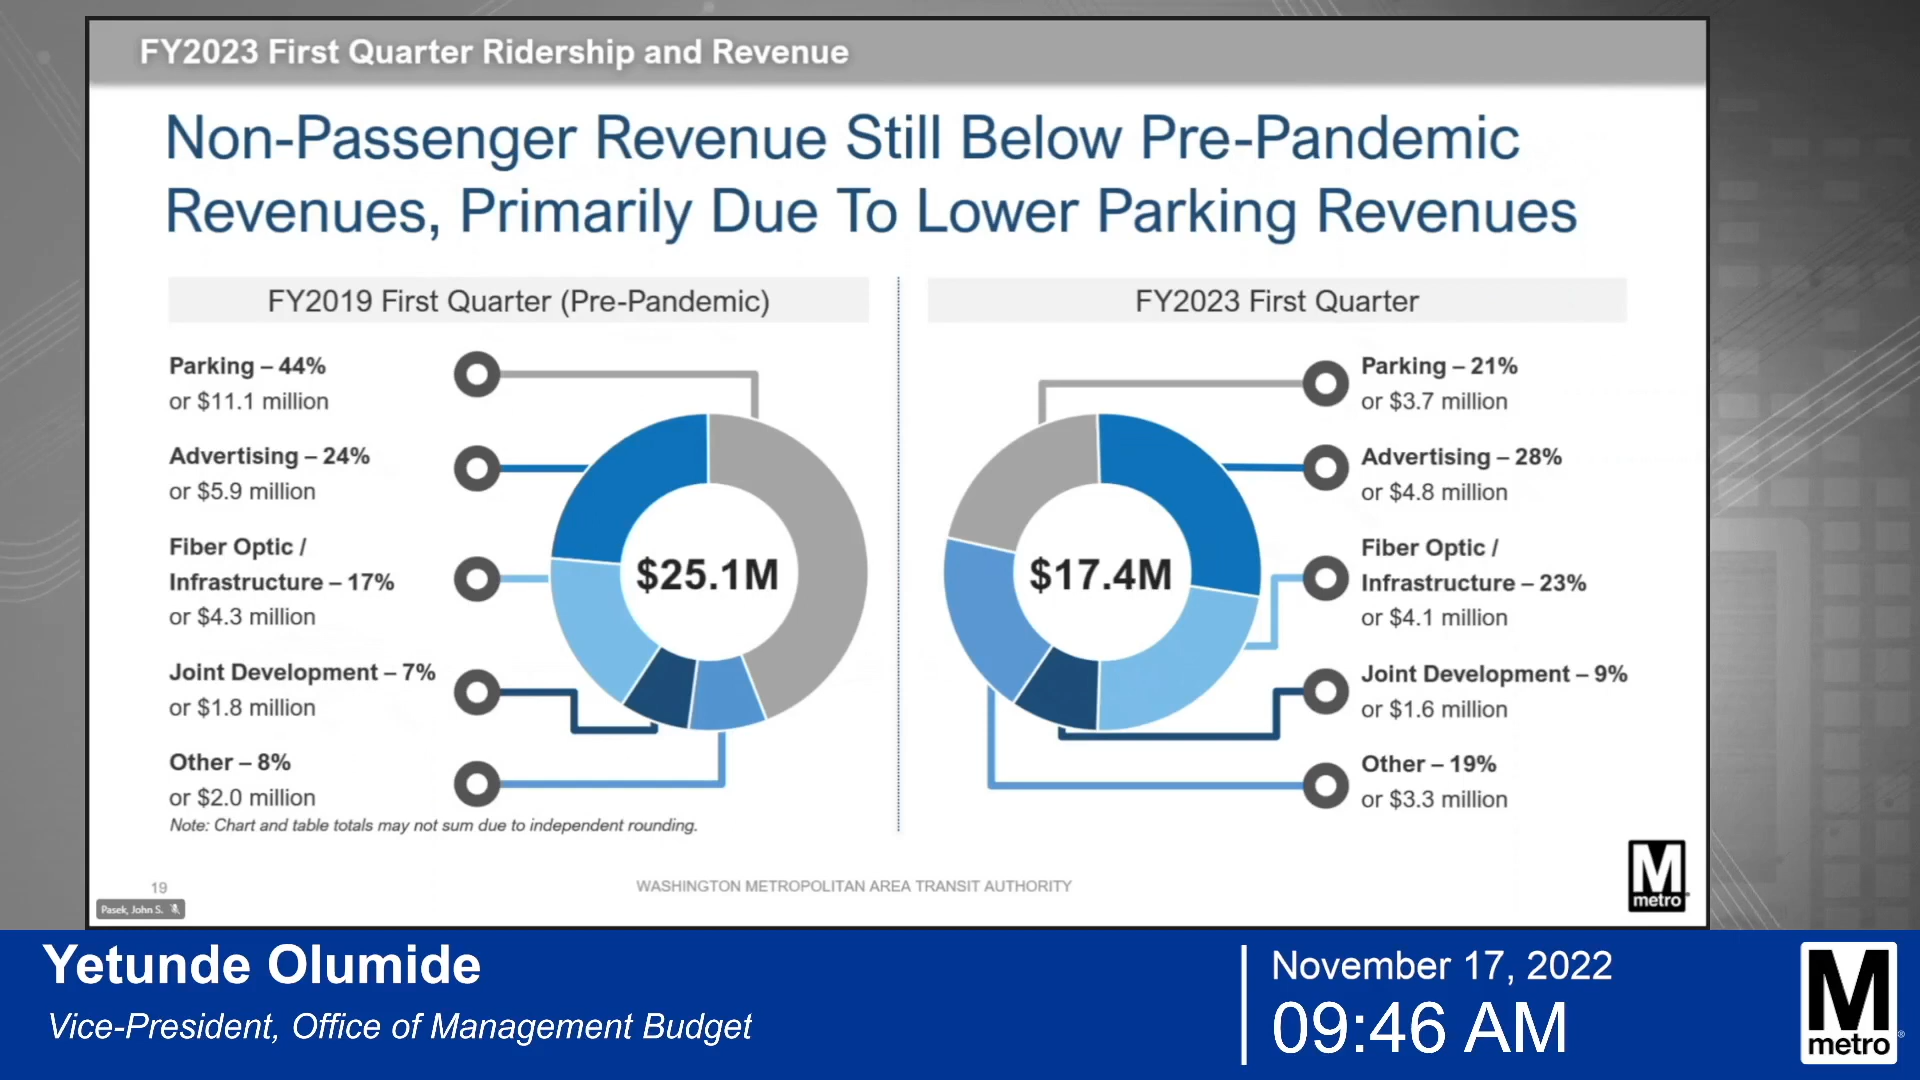 FY2023 First Quarter Ridership and Revenue
Non-Passenger Revenue Still Below Pre-Pandemic
Revenues, Primarily Due To Lower Parking Revenues
FY2019 First Quarter (Pre-Pandemic)
Parking – 44%
or $11.1 million
Advertising – 24%
or $5.9 million
Fiber Optic /
Infrastructure – 17%
or $4.3 million
Joint Development – 7%
or $1.8 million
Other – 8%
or $2.0 million
$25.1M
Note: Chart and table totals may not sum due to independent rounding.
FY2023 First Quarter
$17.4M
Parking – 21%
or $3.7 million
Advertising – 28%
or $4.8 million
Fiber Optic /
Infrastructure – 23%
or $4.1 million
Joint Development – 9%
or $1.6 million
Other – 19%
or $3.3 million
19
WASHINGTON METROPOLITAN AREA TRANSIT AUTHORITY
M
metro
Pasek, John S.
Yetunde Olumide
Vice-President, Office of Management Budget
November 17, 2022
09:46 AM
M
metro®